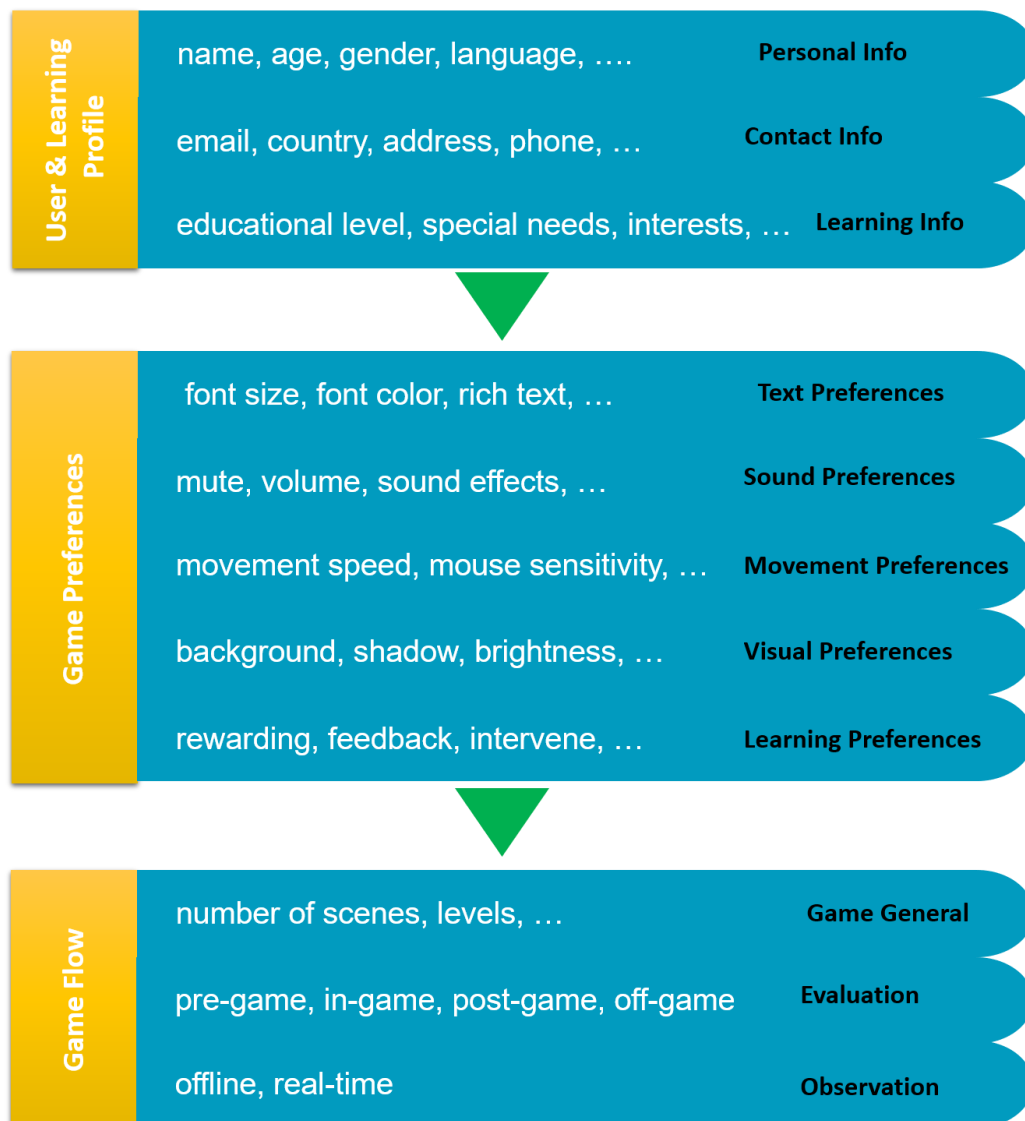 User & Learning
Profile
name, age, gender, language, ....
Personal Info
email, country, address, phone, ...
Contact Info
educational level, special needs, interests, ...
Learning Info
Game Preferences
font size, font color, rich text, ...
Text Preferences
mute, volume, sound effects, ...
Sound Preferences
movement speed, mouse sensitivity, ...
Movement Preferences
background, shadow, brightness, ...
Visual Preferences
rewarding, feedback, intervene, ...
Learning Preferences
Game Flow
number of scenes, levels, ...
Game General
pre-game, in-game, post-game, off-game
Evaluation
offline, real-time
Observation